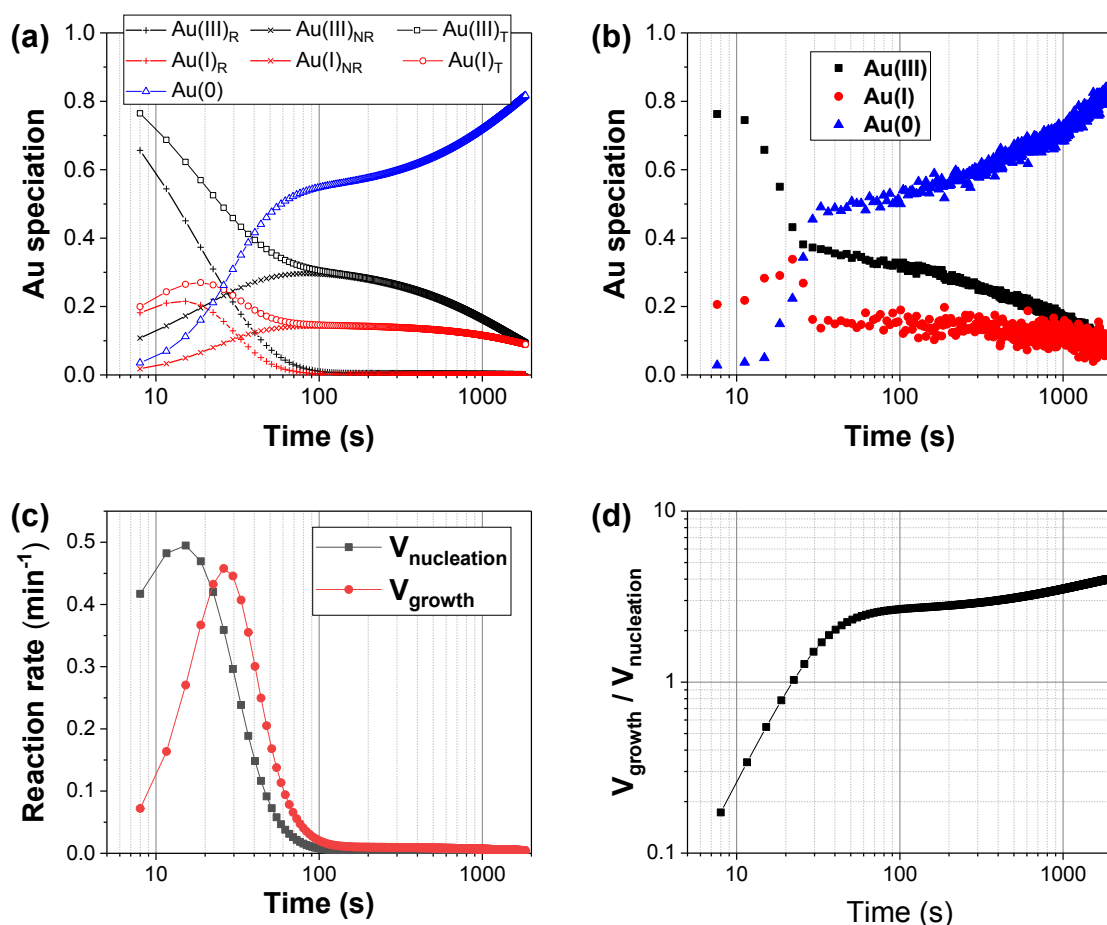 (a)
Au(III)R Au(III)NR Au(III)T
Au(I)R Au(I)NR Au(I)T
Au(0)
Au speciation
1.0
0.8
0.6
0.4
0.2
0.0
10 100 1000
Time (s)
(b)
Au(III)
Au(I)
Au(0)
Au speciation
1.0
0.8
0.6
0.4
0.2
0.0
10 100 1000
Time (s)
(c)
Vnucleation
Vgrowth
Reaction rate (min-1)
0.5
0.4
0.3
0.2
0.1
0.0
10 100 1000
Time (s)
(d)
Vgrowth / Vnucleation
10
1
0.1
10 100 1000
Time (s)